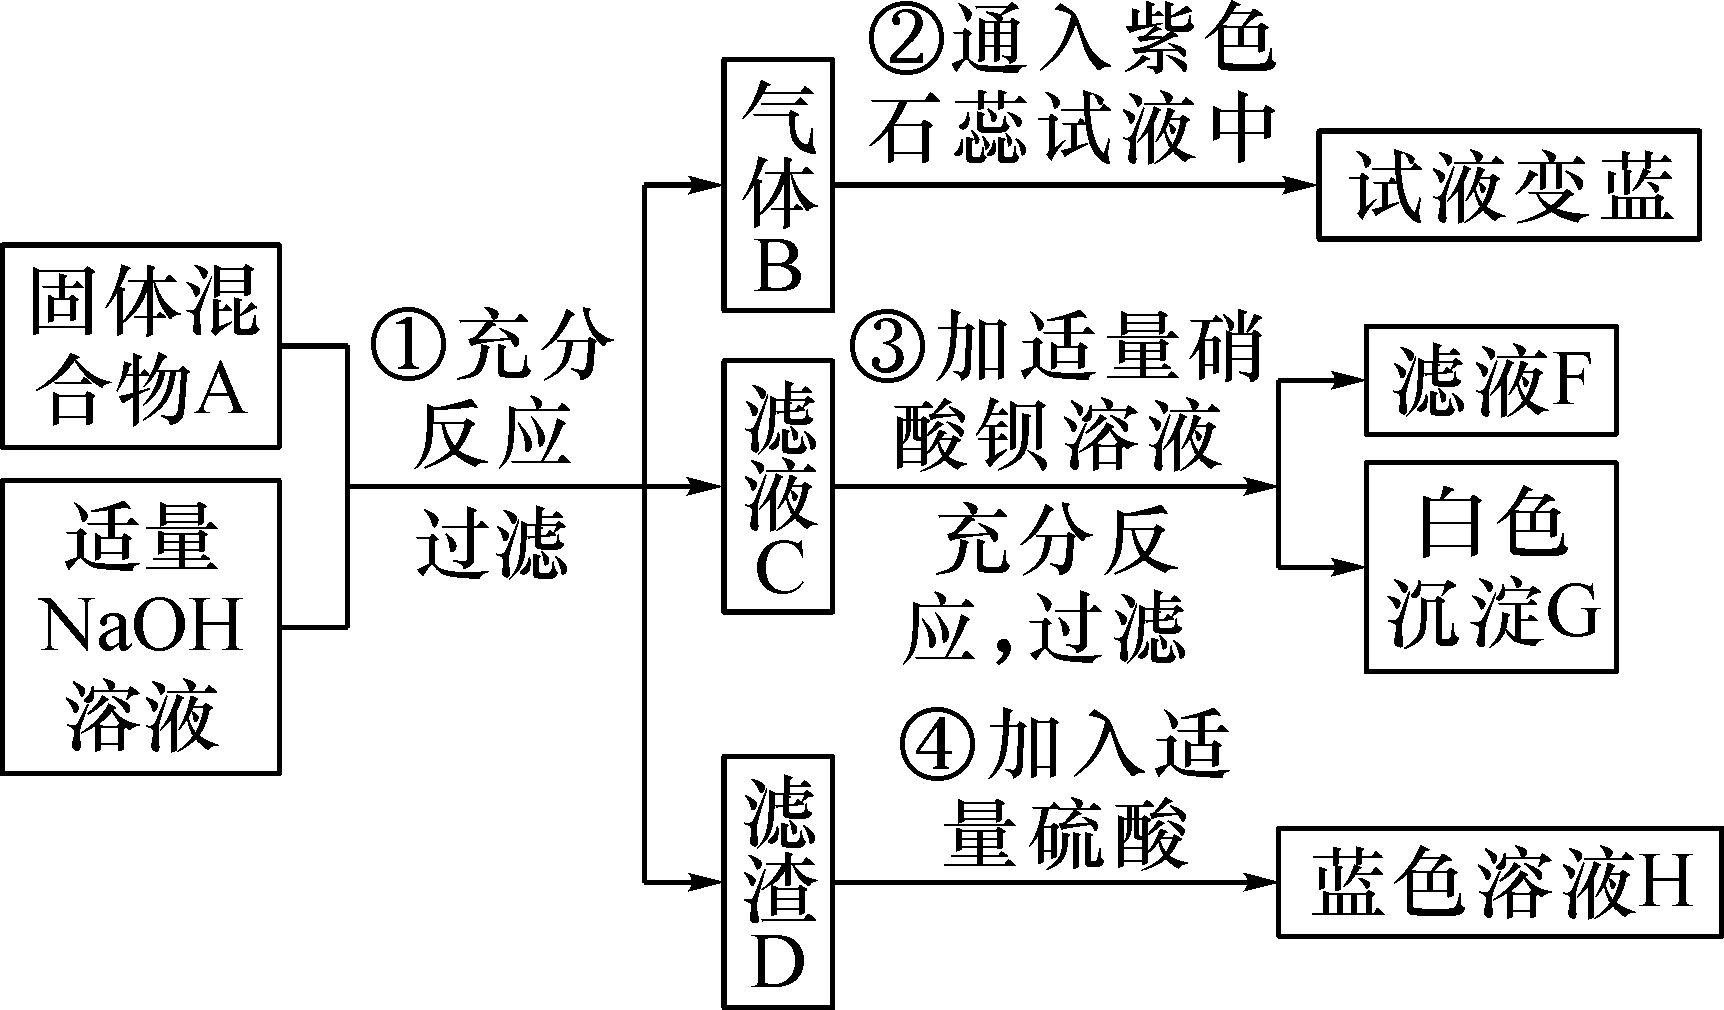 固体混
合物A
适量
NaOH
溶液
①充分
反应
过滤
气
体
B
②通入紫色
石蕊试液中
试液变蓝
滤
液
C
③加适量硝
酸钡溶液
充分反
应,过滤
滤液F
白色
沉淀G
滤
渣
D
④加入适
量硫酸
蓝色溶液H